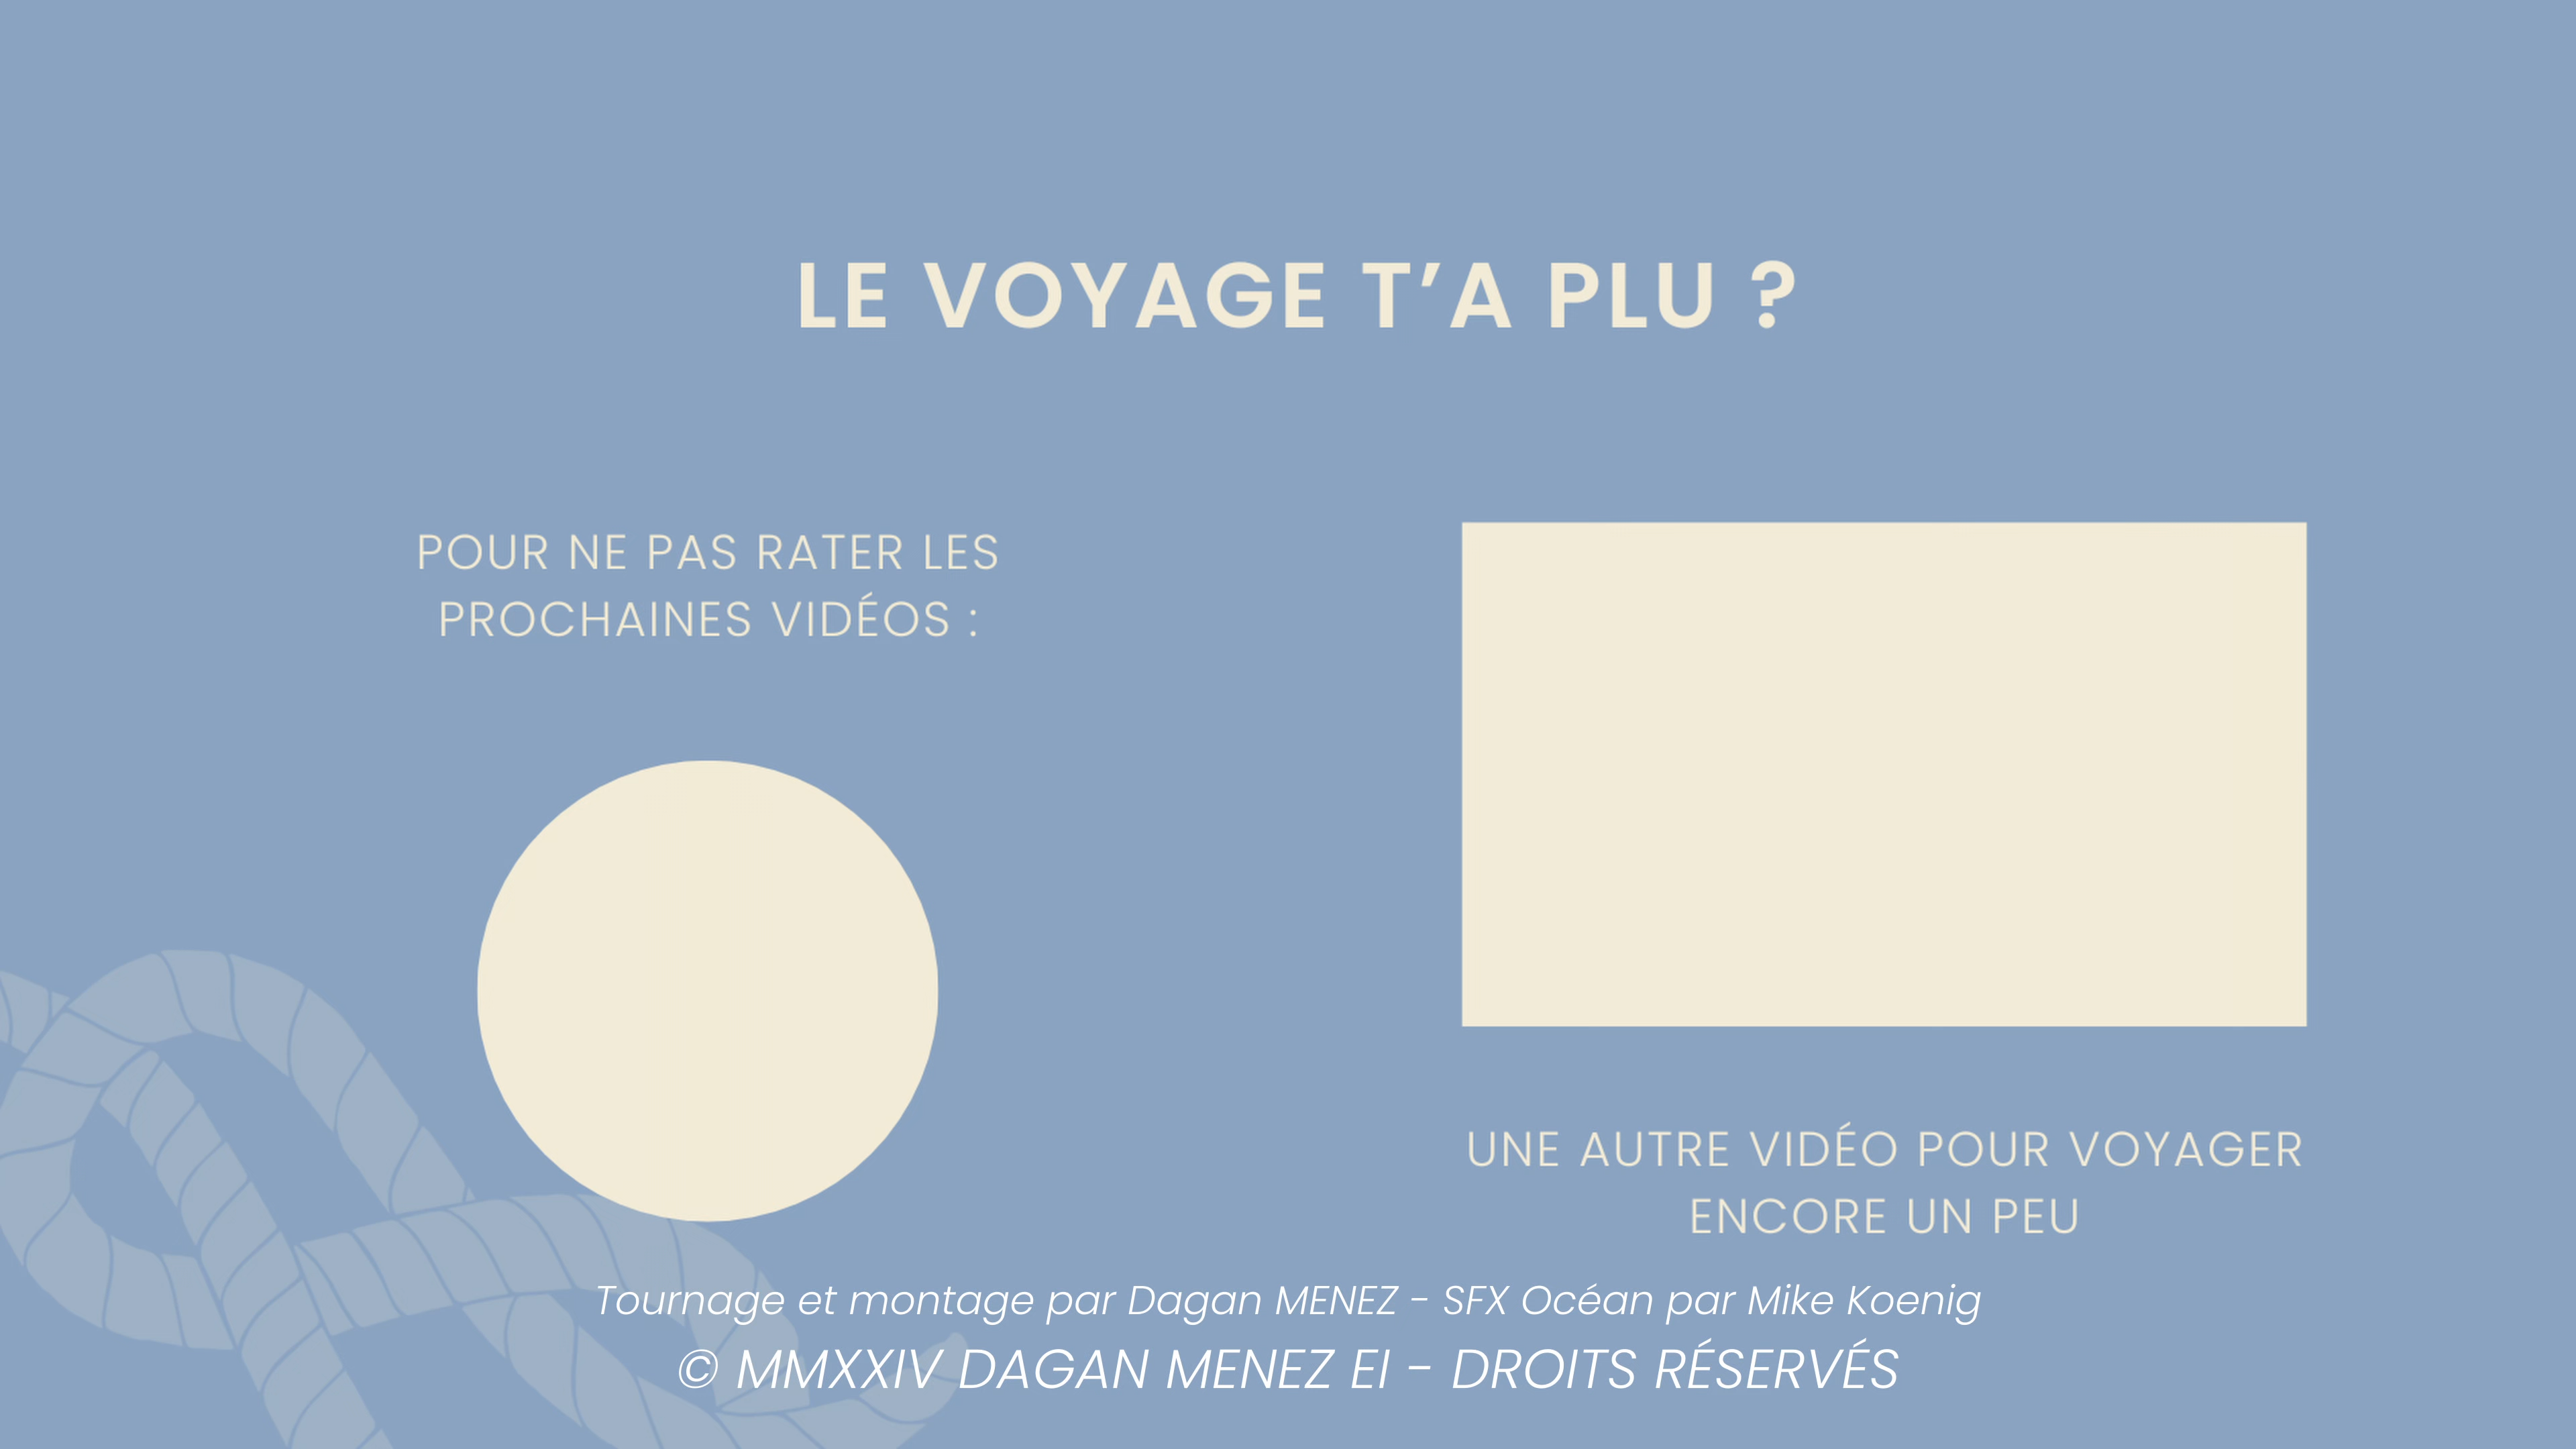 LE VOYAGE T’A PLU ?
POUR NE PAS RATER LES
PROCHAINES VIDÉOS :
UNE AUTRE VIDÉO POUR VOYAGER
ENCORE UN PEU
Tournage et montage par Dagan MENEZ - SFX Océan par Mike Koenig
© MMXXIV DAGAN MENEZ EI - DROITS RÉSERVÉS